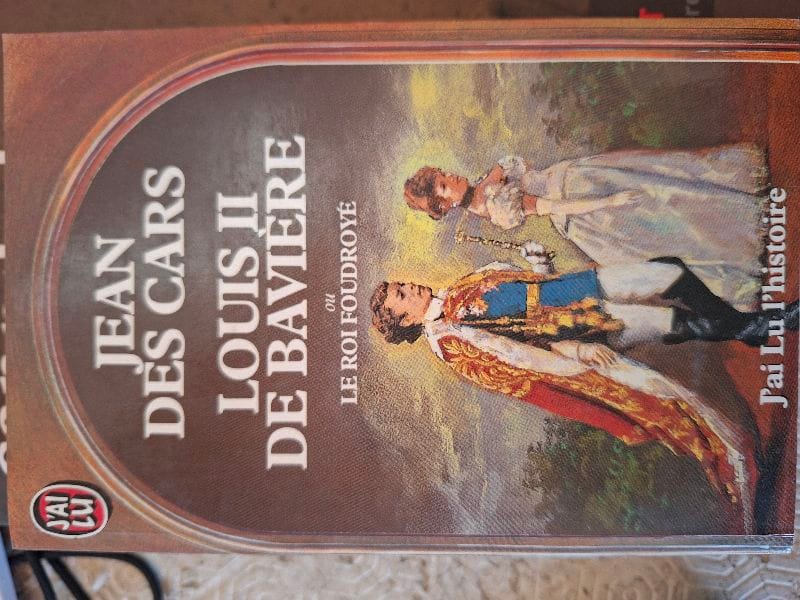 J'AI
LU
JEAN
DES CARS
LOUIS II
DE BAVIÈRE
ou
LE ROI FOUDROYÉ
J'ai Lu l'histoire